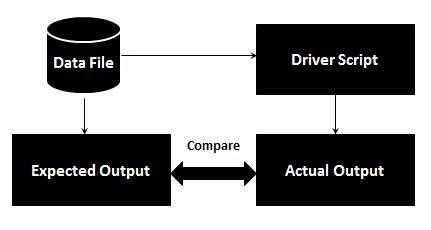 Data File
Driver Script
Compare
Expected Output
Actual Output